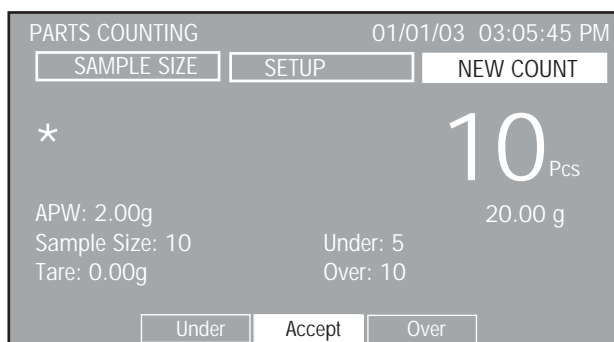 PARTS COUNTING 01/01/03 03:05:45 PM
SAMPLE SIZE SETUP NEW COUNT
* 10 Pcs
APW: 2.00g 20.00 g
Sample Size: 10 Under: 5
Tare: 0.00g Over: 10
Under Accept Over